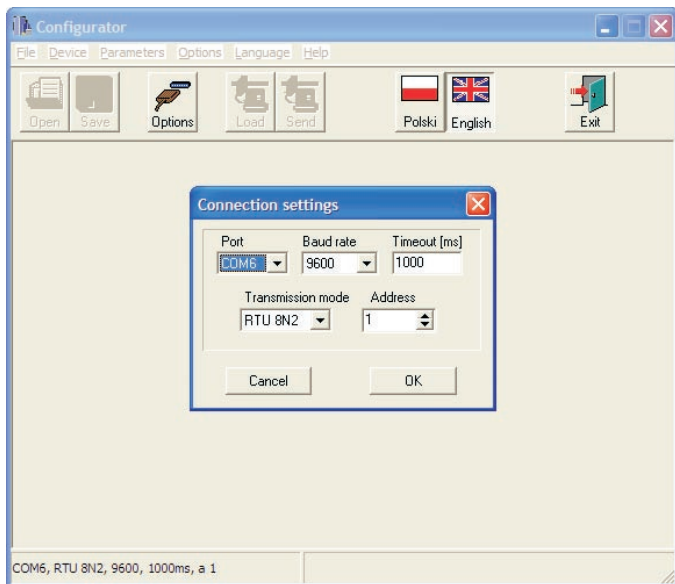 Configurator
File Device Parameters Options Language Help
Open Save Options Load Send Polski English Exit
Connection settings
Port Baud rate Timeout [ms]
COM6 9600 1000
Transmission mode Address
RTU 8N2 1
Cancel OK
COM6, RTU 8N2, 9600, 1000ms, a 1